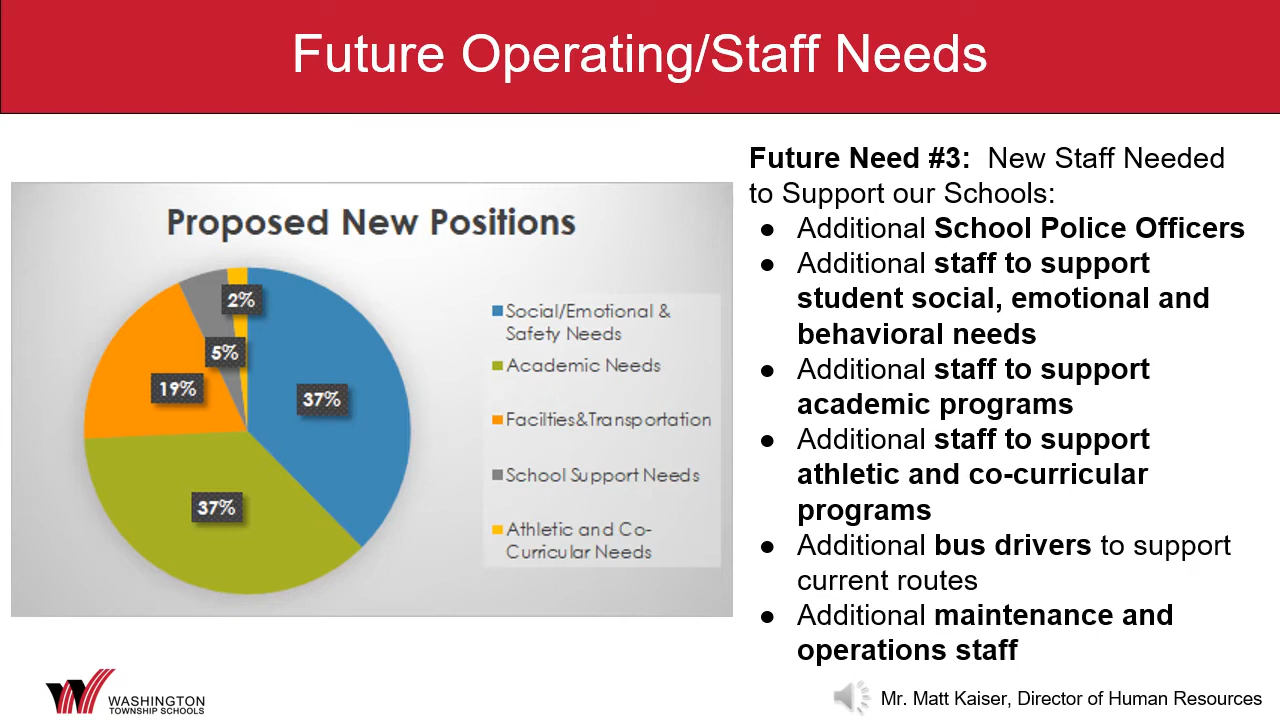 Future Operating/Staff Needs
Proposed New Positions
2%
5%
19%
37%
37%
Social/Emotional &
Safety Needs
Academic Needs
Facilties&Transportation
School Support Needs
Athletic and Co-
Curricular Needs
Future Need #3: New Staff Needed
to Support our Schools:
● Additional School Police Officers
● Additional staff to support
student social, emotional and
behavioral needs
● Additional staff to support
academic programs
● Additional staff to support
athletic and co-curricular
programs
● Additional bus drivers to support
current routes
● Additional maintenance and
operations staff
WASHINGTON
TOWNSHIP SCHOOLS
Mr. Matt Kaiser, Director of Human Resources